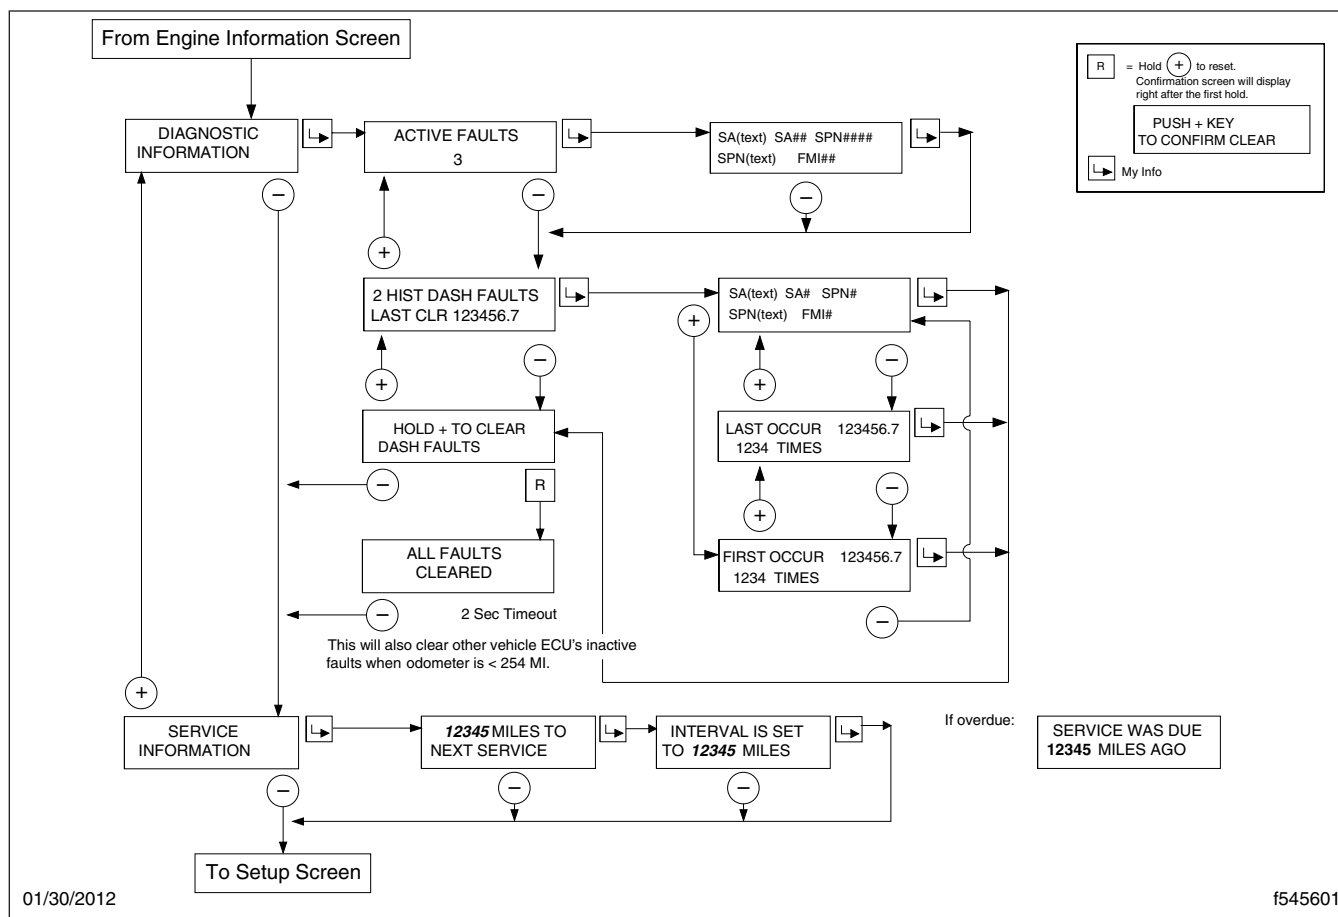 From Engine Information Screen
R = Hold + to reset.
Confirmation screen will display
right after the first hold.
PUSH + KEY
TO CONFIRM CLEAR
My Info
DIAGNOSTIC
INFORMATION
ACTIVE FAULTS
3
SA(text) SA## SPN####
SPN(text) FMI##
−
−
−
+
2 HIST DASH FAULTS
LAST CLR 123456.7
SA(text) SA# SPN#
SPN(text) FMI#
+
−
−
+
+
HOLD + TO CLEAR
DASH FAULTS
LAST OCCUR 123456.7
1234 TIMES
−
R
−
+
ALL FAULTS
CLEARED
FIRST OCCUR 123456.7
1234 TIMES
−
2 Sec Timeout
−
This will also clear other vehicle ECU's inactive
faults when odometer is < 254 MI.
+
SERVICE
INFORMATION
12345 MILES TO
NEXT SERVICE
INTERVAL IS SET
TO 12345 MILES
If overdue:
SERVICE WAS DUE
12345 MILES AGO
−
−
−
To Setup Screen
01/30/2012
f545601